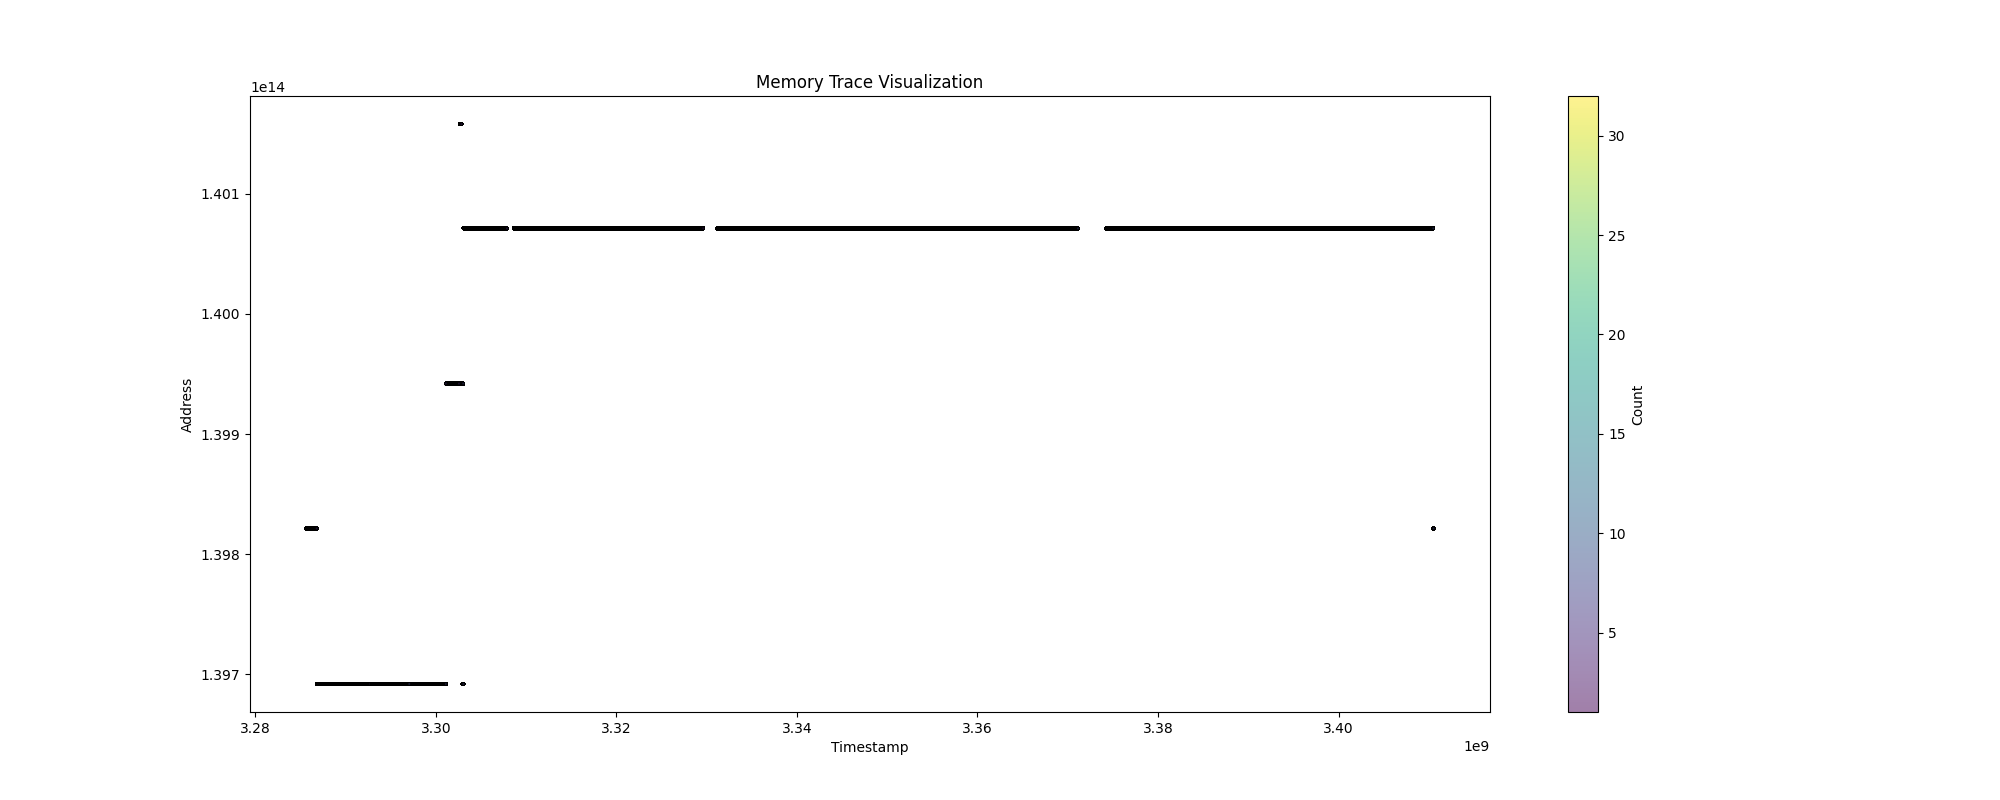 Memory Trace Visualization
1e14
1.401
1.400
1.399
1.398
1.397
Address
3.28 3.30 3.32 3.34 3.36 3.38 3.40
1e9
Timestamp
30
25
20
15
10
5
Count